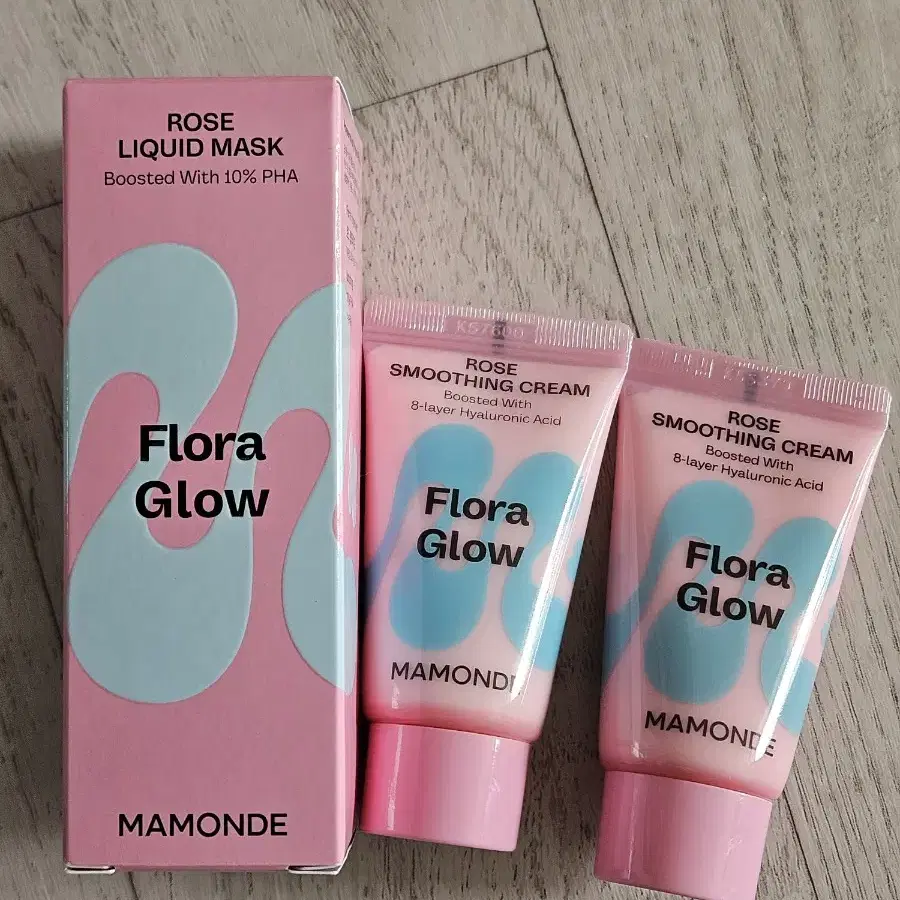 ROSE
LIQUID MASK
Boosted With 10% PHA
Flora
Glow
MAMONDE
ROSE
SMOOTHING CREAM
Boosted With
8-layer Hyaluronic Acid
Flora
Glow
MAMONDE
ROSE
SMOOTHING CREAM
Boosted With
8-layer Hyaluronic Acid
Flora
Glow
MAMONDE